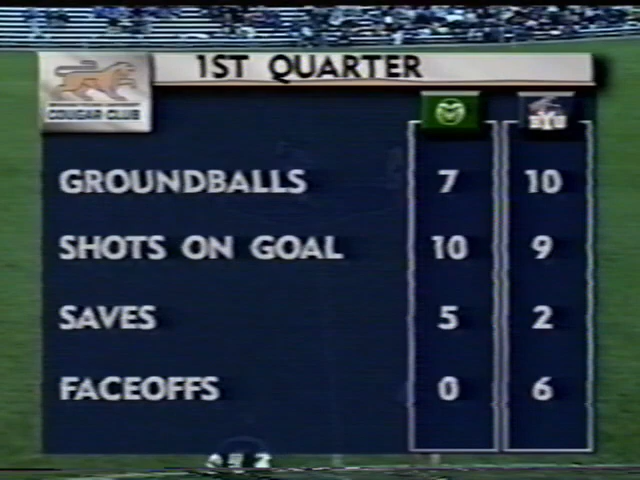 1ST QUARTER
COUGAR CLUB
BYU
GROUNDBALLS 7 10
SHOTS ON GOAL 10 9
SAVES 5 2
FACEOFFS 0 6